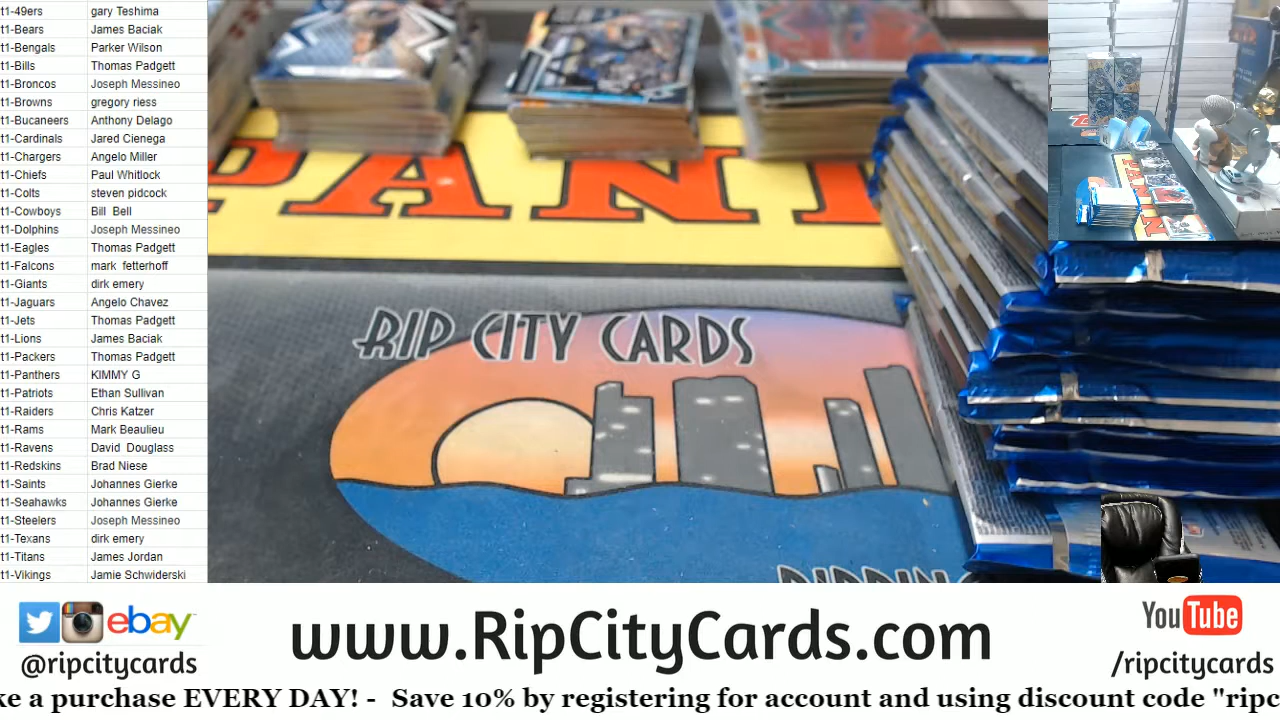 t1-49ers gary Teshima
t1-Bears James Baciak
t1-Bengals Parker Wilson
t1-Bills Thomas Padgett
t1-Broncos Joseph Messineo
t1-Browns gregory riess
t1-Bucaneers Anthony Delago
t1-Cardinals Jared Cienega
t1-Chargers Angelo Miller
t1-Chiefs Paul Whitlock
t1-Colts steven pidcock
t1-Cowboys Bill Bell
t1-Dolphins Joseph Messineo
t1-Eagles Thomas Padgett
t1-Falcons mark fetterhoff
t1-Giants dirk emery
t1-Jaguars Angelo Chavez
t1-Jets Thomas Padgett
t1-Lions James Baciak
t1-Packers Thomas Padgett
t1-Panthers KIMMY G
t1-Patriots Ethan Sullivan
t1-Raiders Chris Katzer
t1-Rams Mark Beaulieu
t1-Ravens David Douglass
t1-Redskins Brad Niese
t1-Saints Johannes Gierke
t1-Seahawks Johannes Gierke
t1-Steelers Joseph Messineo
t1-Texans dirk emery
t1-Titans James Jordan
t1-Vikings Jamie Schwiderski
PANI
RIP CITY CARDS
ebay
@ripcitycards
www.RipCityCards.com
YouTube
/ripcitycards
ke a purchase EVERY DAY! - Save 10% by registering for account and using discount code "ripc